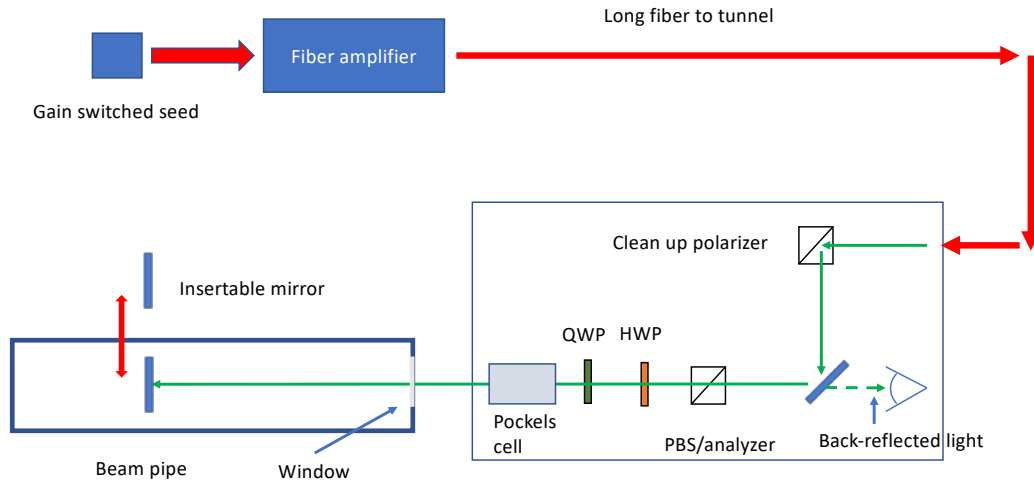 Long fiber to tunnel
Fiber amplifier
Gain switched seed
Clean up polarizer
Insertable mirror
QWP
HWP
Pockels
cell
PBS/analyzer
Back-reflected light
Beam pipe
Window